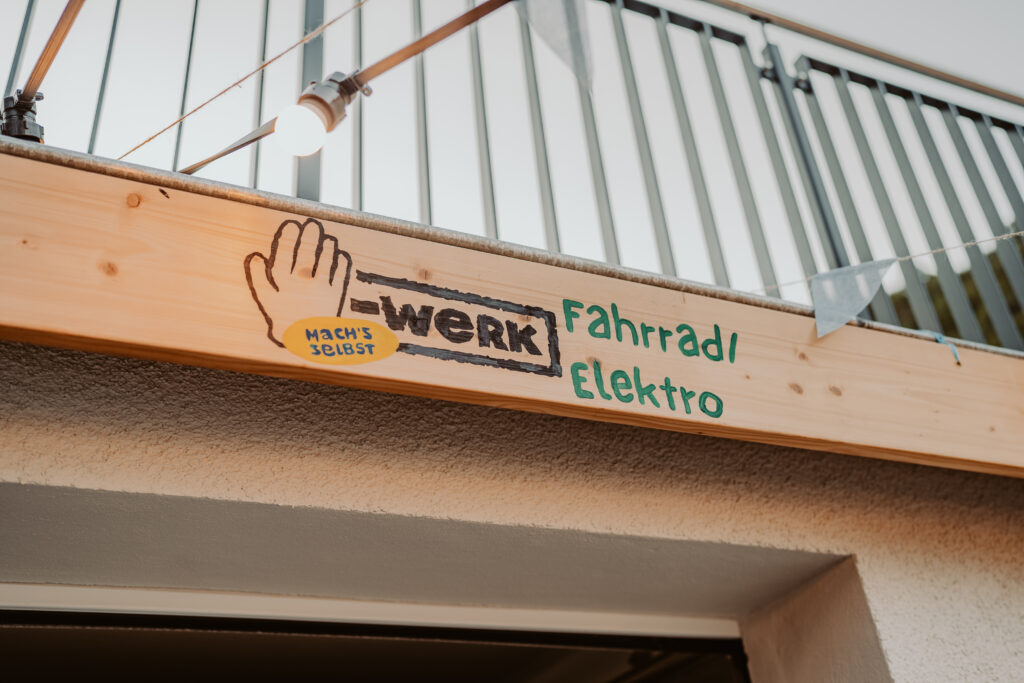 -WERK
MACH'S
SELBST
Fahrrad/
Elektro